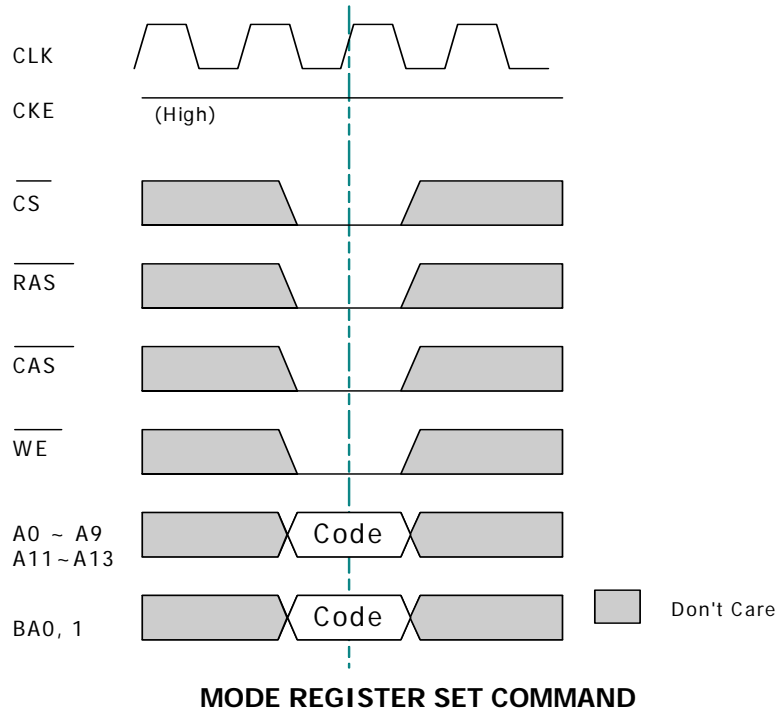 CLK
CKE
(High)
CS
RAS
CAS
WE
A0 ~ A9
A11~A13
Code
BA0, 1
Code
Don't Care
MODE REGISTER SET COMMAND